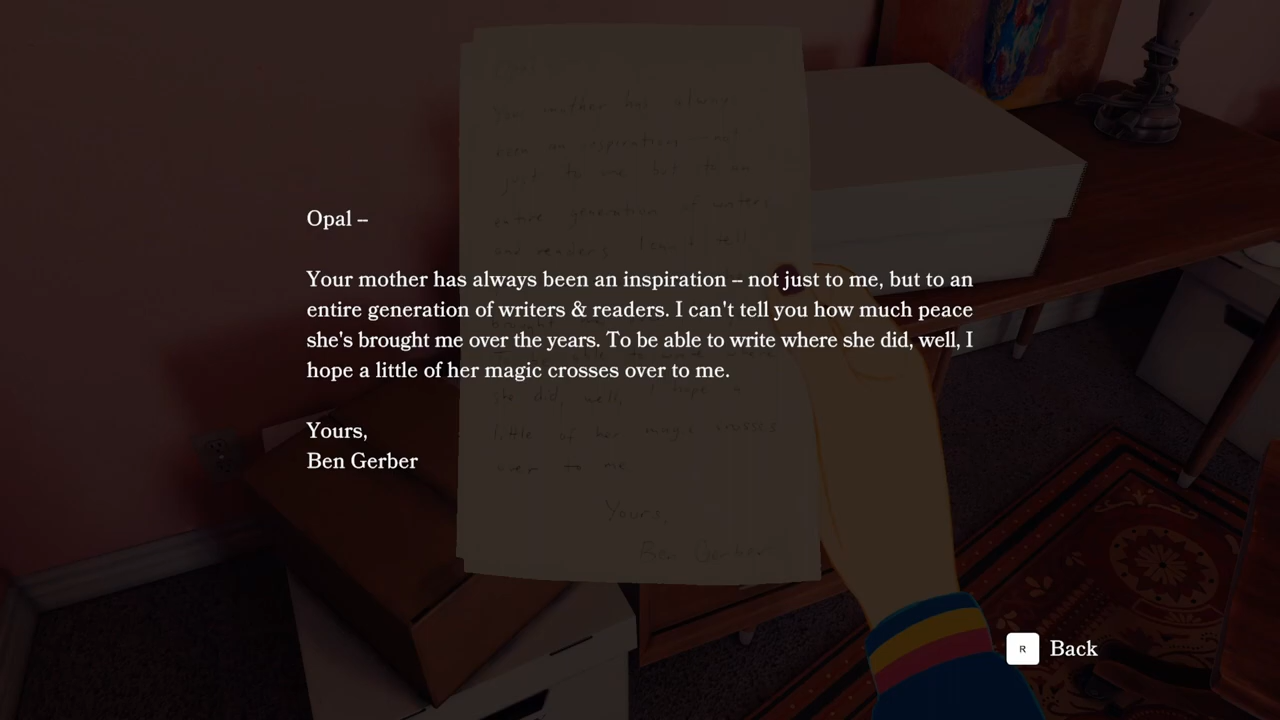 Opal –
Your mother has always been an inspiration – not just to me, but to an
entire generation of writers & readers. I can't tell you how much peace
she's brought me over the years. To be able to write where she did, well, I
hope a little of her magic crosses over to me.
Yours,
Ben Gerber
R Back